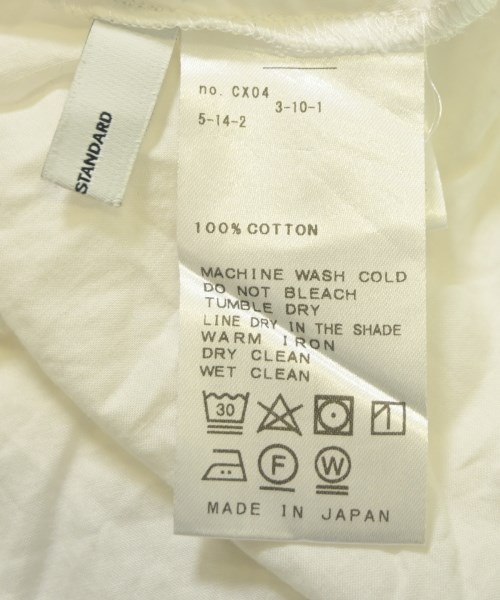 STANDARD
no. CX04
3-10-1
5-14-2
100% COTTON
MACHINE WASH COLD
DO NOT BLEACH
TUMBLE DRY
LINE DRY IN THE SHADE
WARM IRON
DRY CLEAN
WET CLEAN
30
F
W
MADE IN JAPAN